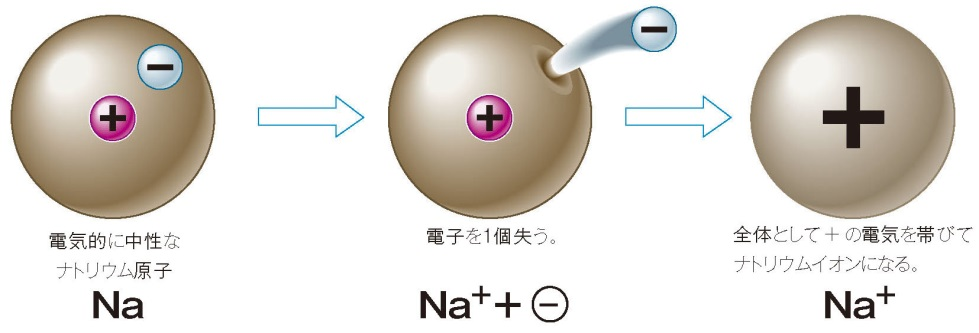 電気的に中性な
ナトリウム原子
Na
電子を1個失う。
Na⁺+⊖
全体として+の電気を帯びて
ナトリウムイオンになる。
Na⁺